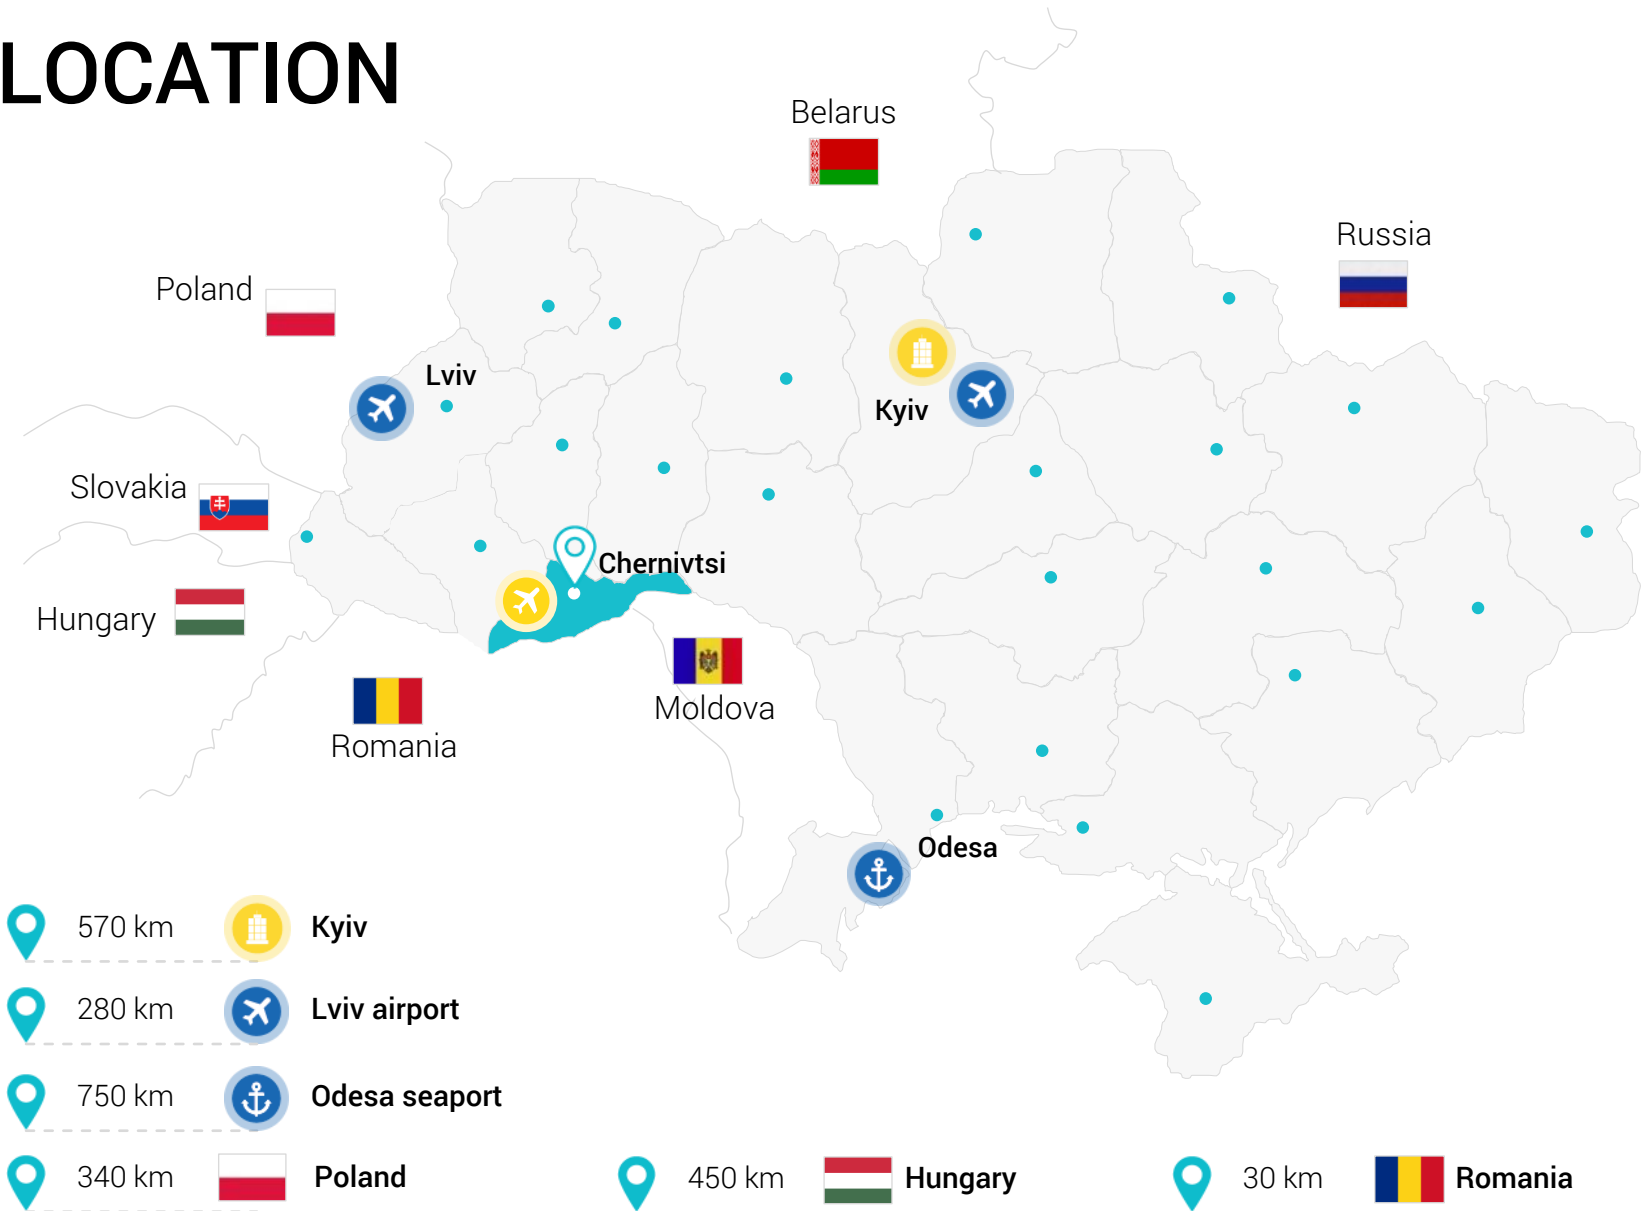 LOCATION
Belarus
Russia
Poland
Lviv
Kyiv
Slovakia
Chernivtsi
Hungary
Moldova
Romania
Odesa
570 km Kyiv
280 km Lviv airport
750 km Odesa seaport
340 km Poland 450 km Hungary 30 km Romania